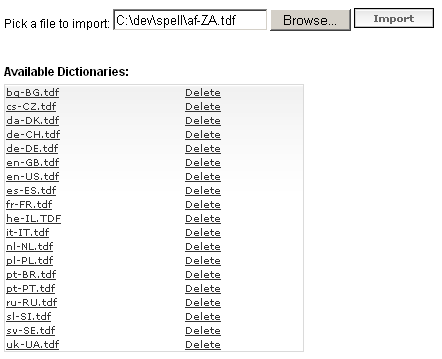 Pick a file to import: C:\dev\spell\af-ZA.tdf Browse... Import
Available Dictionaries:
bg-BG.tdf Delete
cs-CZ.tdf Delete
da-DK.tdf Delete
de-CH.tdf Delete
de-DE.tdf Delete
en-GB.tdf Delete
en-US.tdf Delete
es-ES.tdf Delete
fr-FR.tdf Delete
he-IL.TDF Delete
it-IT.tdf Delete
nl-NL.tdf Delete
pl-PL.tdf Delete
pt-BR.tdf Delete
pt-PT.tdf Delete
ru-RU.tdf Delete
sl-SI.tdf Delete
sv-SE.tdf Delete
uk-UA.tdf Delete